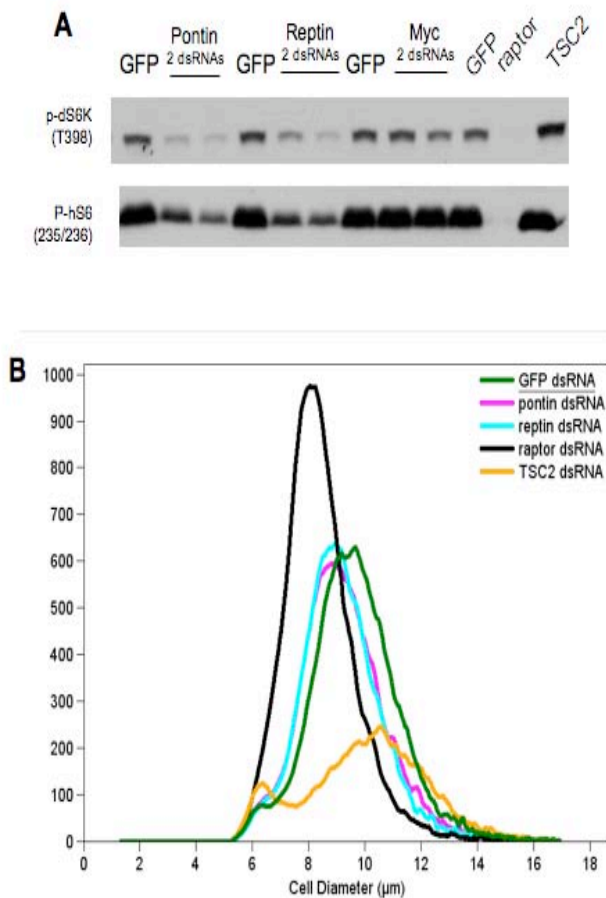 A
Pontin
Reptin
Myc
GFP 2 dsRNAs GFP 2 dsRNAs GFP 2 dsRNAs GFP raptor TSC2
p-dS6K
(T398)
P-hS6
(235/236)
B
1000
900
800
700
600
500
400
300
200
100
0
GFP dsRNA
pontin dsRNA
reptin dsRNA
raptor dsRNA
TSC2 dsRNA
0 2 4 6 8 10 12 14 16 18
Cell Diameter (µm)